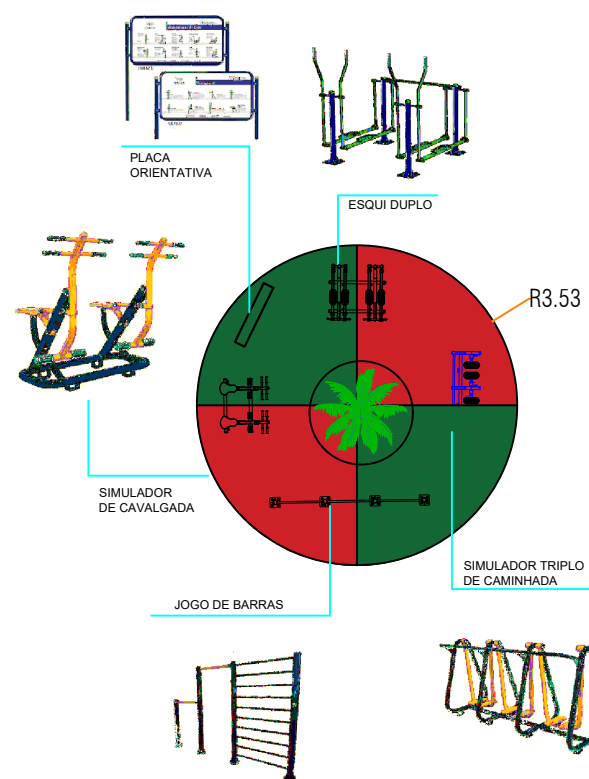 PLACA
ORIENTATIVA
ESQUI DUPLO
R3.53
SIMULADOR
DE CAVALGADA
SIMULADOR TRIPLO
DE CAMINHADA
JOGO DE BARRAS